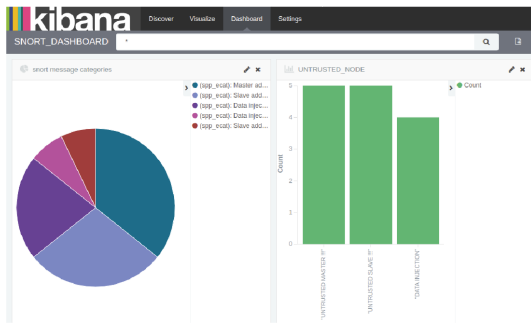 kibana
Discover Visualize Dashboard Settings
SNORT_DASHBOARD *
snort message categories
(spp_ecat): Master ad...
(spp_ecat): Slave add...
(spp_ecat): Data injec...
(spp_ecat): Data injec...
(spp_ecat): Slave add...
UNTRUSTED_NODE
Count
5
4
3
2
1
0
Count
"UNTRUSTED MASTER !!!"
"UNTRUSTED SLAVE !!!"
"DATA INJECTION"